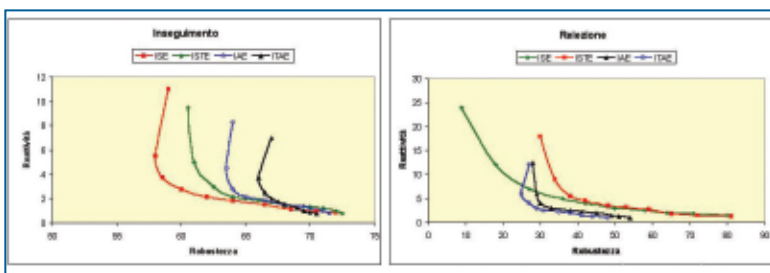 Inseguimento
ISE ISTE IAE ITAE
12
10
8
6
4
2
0
Reattività
50 55 60 65 70 75
Robustezza
Reiezione
ISE ISTE IAE ITAE
30
25
20
15
10
5
0
Reattività
0 10 20 30 40 50 60 70 80 90
Robustezza